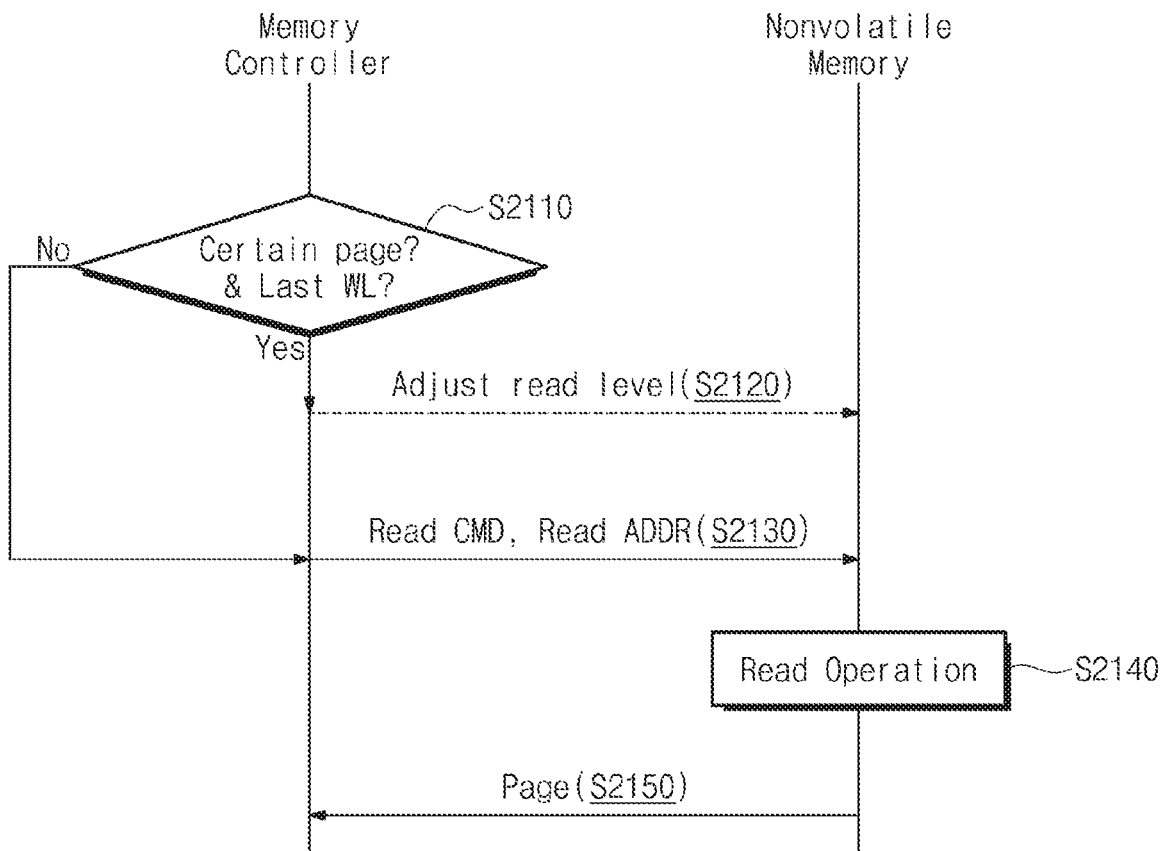 Memory
Controller
Nonvolatile
Memory
S2110
No
Certain page?
& Last WL?
Yes
Adjust read level(S2120)
Read CMD, Read ADDR(S2130)
Read Operation
S2140
Page(S2150)